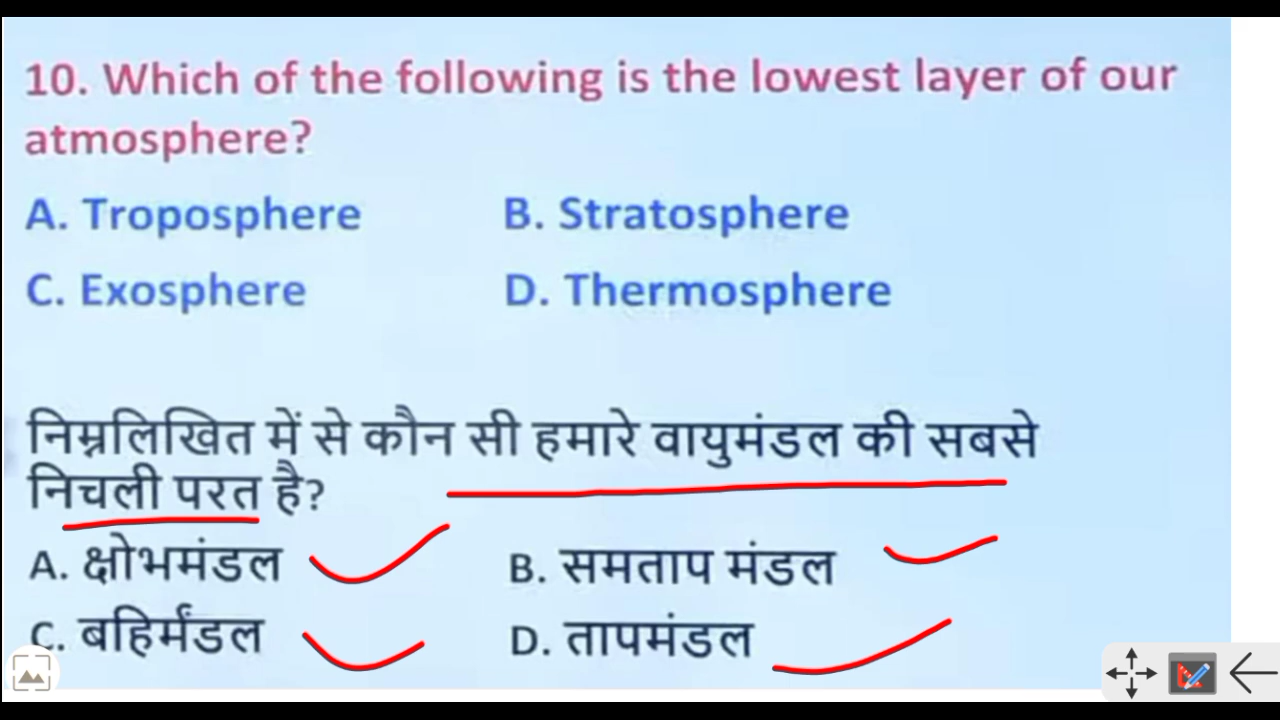 10. Which of the following is the lowest layer of our
atmosphere?
A. Troposphere B. Stratosphere
C. Exosphere D. Thermosphere
निम्नलिखित में से कौन सी हमारे वायुमंडल की सबसे
निचली परत है?
A. क्षोभमंडल B. समताप मंडल
C. बहिर्मंडल D. तापमंडल